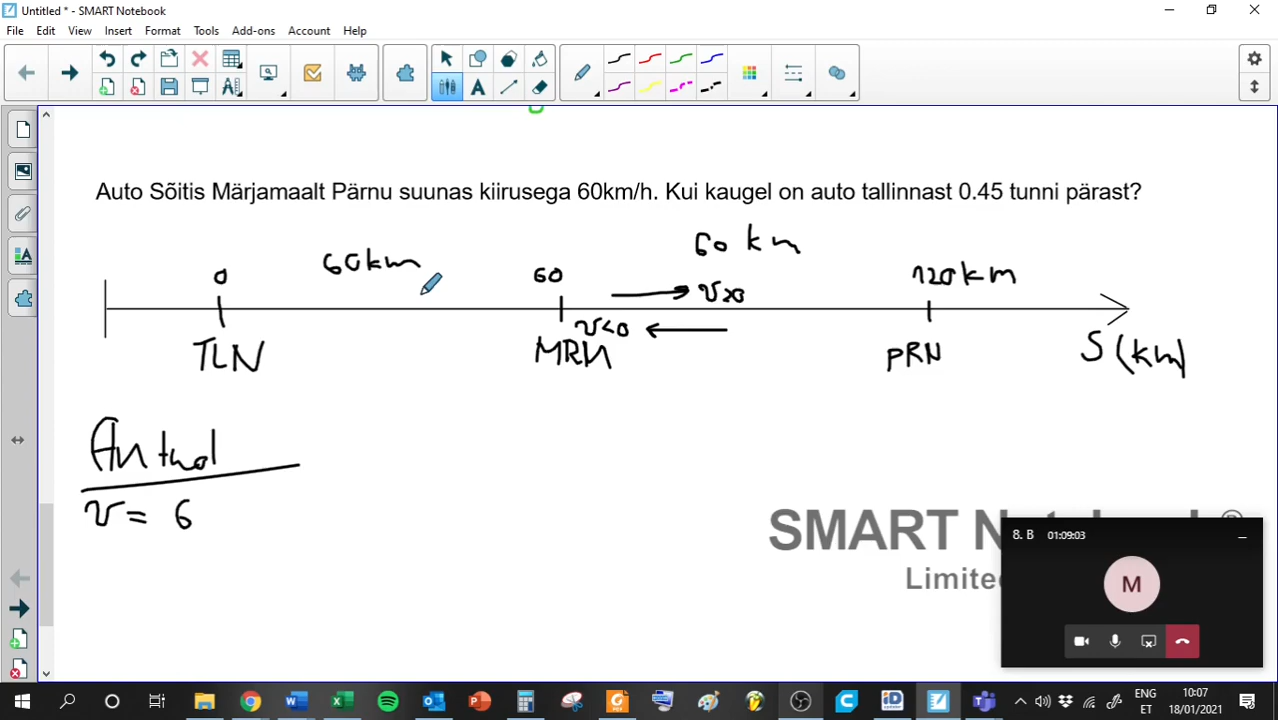 Untitled * - SMART Notebook
File Edit View Insert Format Tools Add-ons Account Help
Auto Sõitis Märjamaalt Pärnu suunas kiirusega 60km/h. Kui kaugel on auto tallinnast 0.45 tunni pärast?
60 km
60km
0 60 120km
v>0
v<0
TLN MRM PRN S (km)
Antud
v= 6
SMART Notebook
Limited
8. B 01:09:03
M
ENG 10:07
ET 18/01/2021